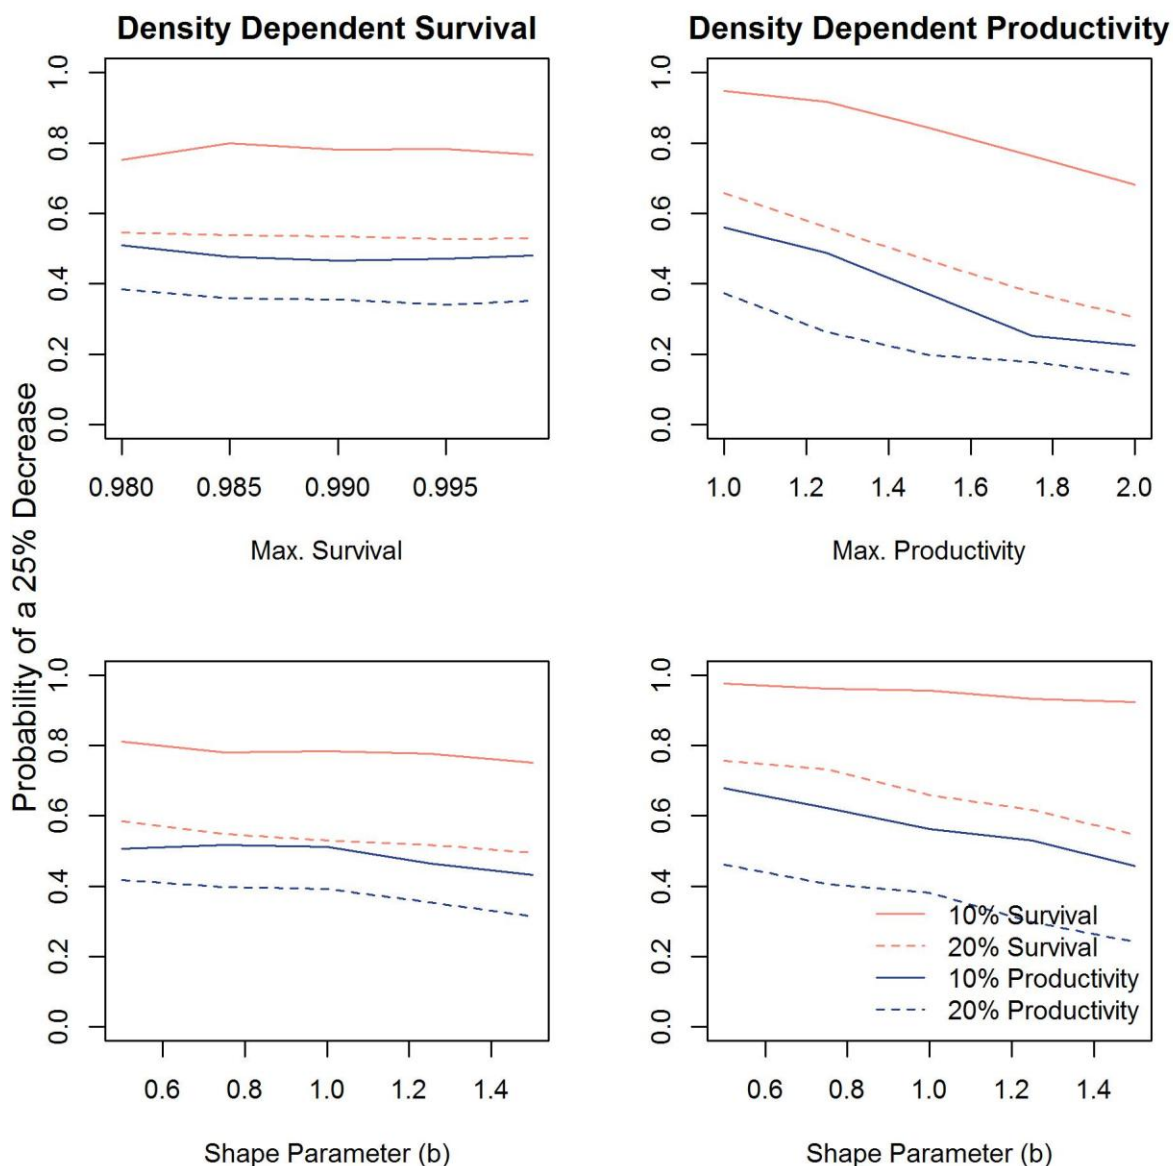 Density Dependent Survival
Density Dependent Productivity
Probability of a 25% Decrease
1.0
0.8
0.6
0.4
0.2
0.0
0.980 0.985 0.990 0.995
Max. Survival
1.0
0.8
0.6
0.4
0.2
0.0
1.0 1.2 1.4 1.6 1.8 2.0
Max. Productivity
1.0
0.8
0.6
0.4
0.2
0.0
0.6 0.8 1.0 1.2 1.4
Shape Parameter (b)
1.0
0.8
0.6
0.4
0.2
0.0
10% Survival
20% Survival
10% Productivity
20% Productivity
0.6 0.8 1.0 1.2 1.4
Shape Parameter (b)